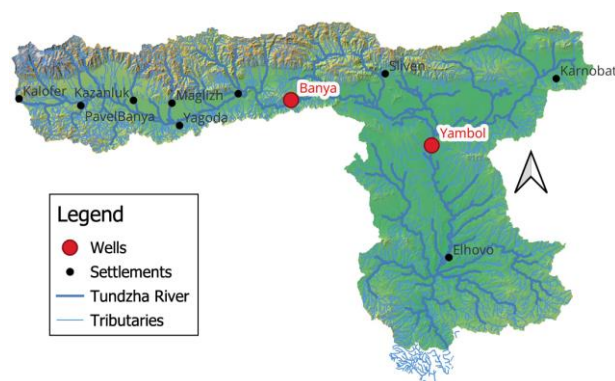 Sliven
Karnobat
Kalofer
Kazanluk
Maglizh
Banya
PavelBanya
Yagoda
Yambol
Elhovo
Legend
Wells
Settlements
Tundzha River
Tributaries